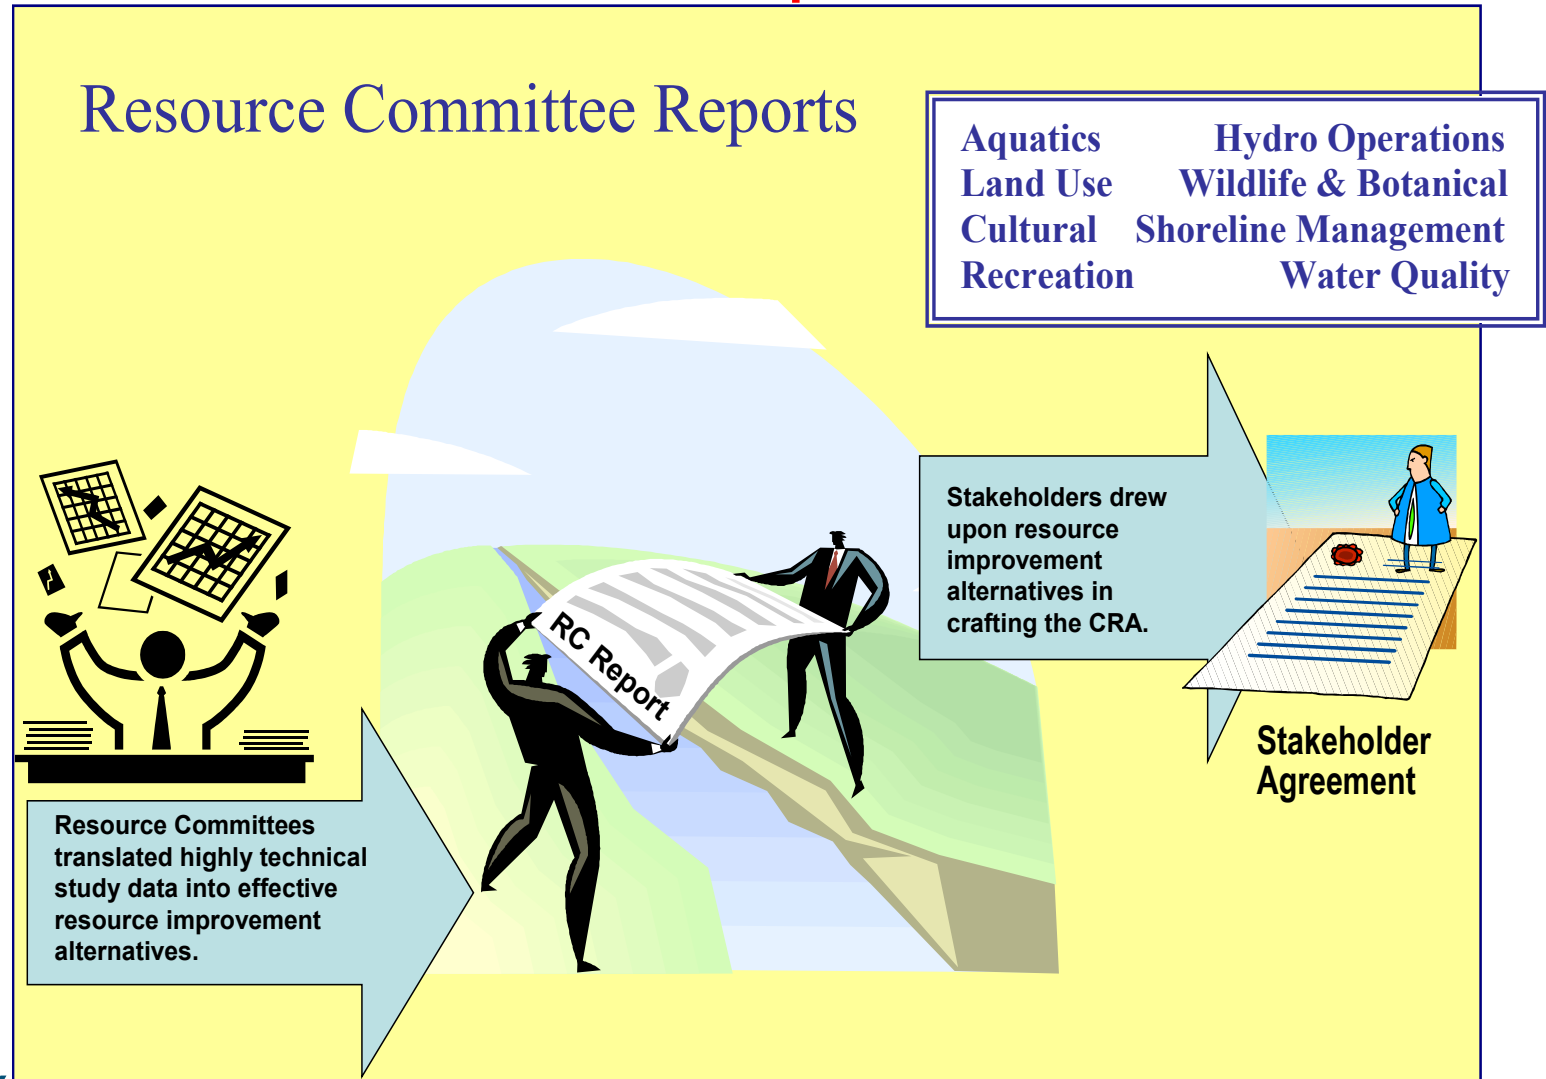 Resource Committee Reports
Aquatics Hydro Operations
Land Use Wildlife & Botanical
Cultural Shoreline Management
Recreation Water Quality
Stakeholders drew
upon resource
improvement
alternatives in
crafting the CRA.
RC Report
Stakeholder
Agreement
Resource Committees
translated highly technical
study data into effective
resource improvement
alternatives.